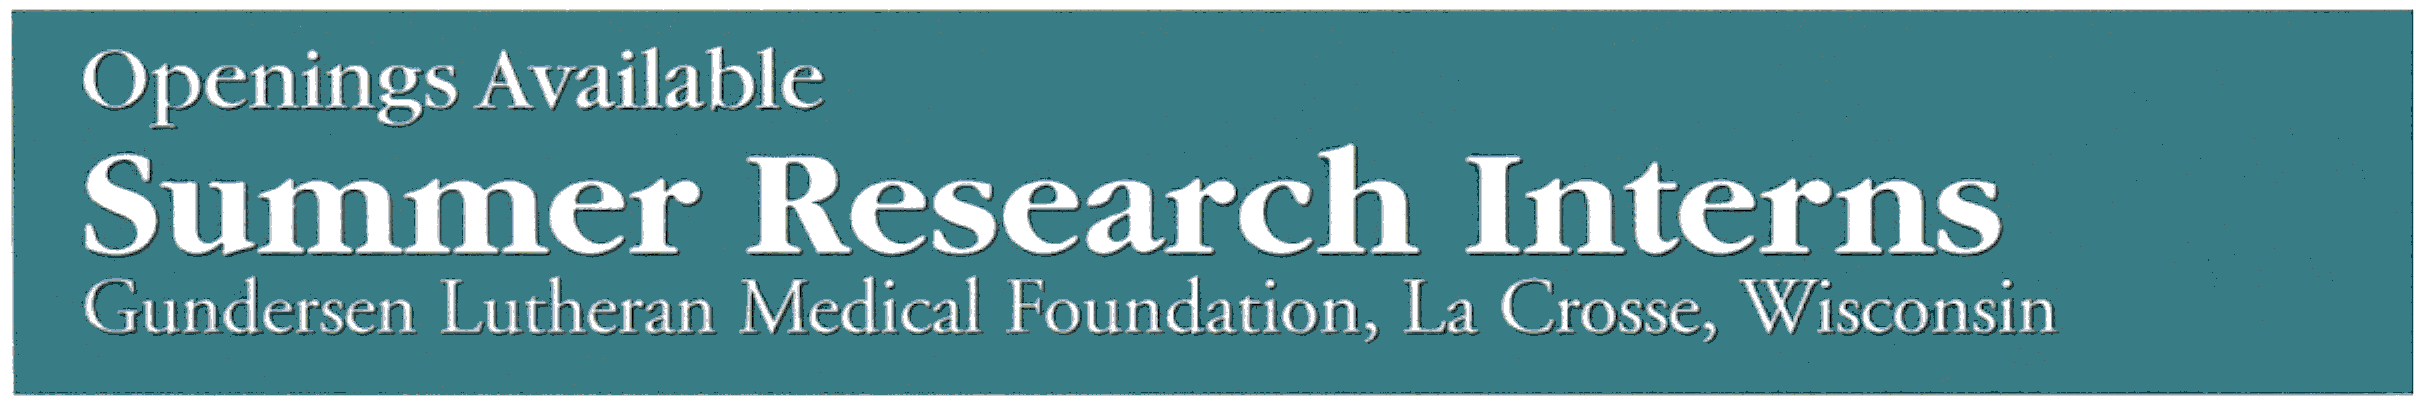 Openings Available
Summer Research Interns
Gundersen Lutheran Medical Foundation, La Crosse, Wisconsin